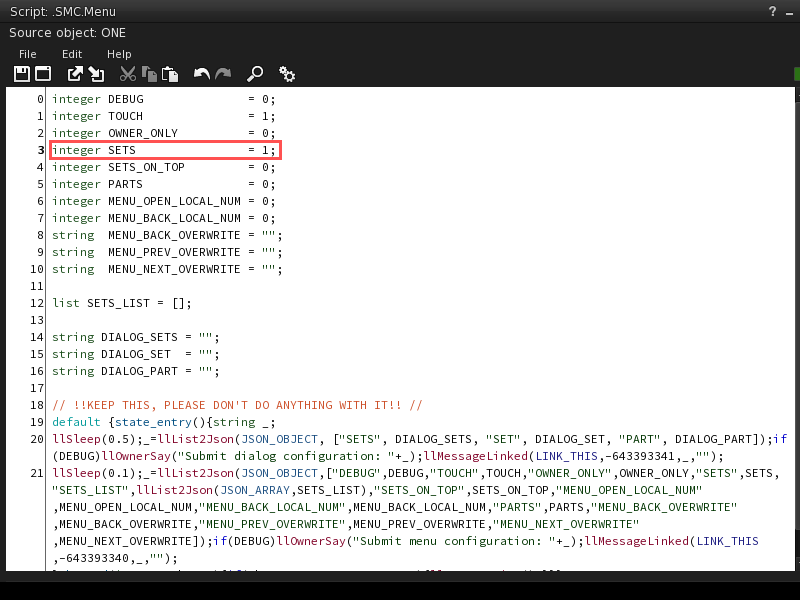 Script: .SMC.Menu
? _
Source object: ONE
File Edit Help
0 integer DEBUG = 0;
1 integer TOUCH = 1;
2 integer OWNER_ONLY = 0;
3 integer SETS = 1;
4 integer SETS_ON_TOP = 0;
5 integer PARTS = 0;
6 integer MENU_OPEN_LOCAL_NUM = 0;
7 integer MENU_BACK_LOCAL_NUM = 0;
8 string MENU_BACK_OVERWRITE = "";
9 string MENU_PREV_OVERWRITE = "";
10 string MENU_NEXT_OVERWRITE = "";
11
12 list SETS_LIST = [];
13
14 string DIALOG_SETS = "";
15 string DIALOG_SET = "";
16 string DIALOG_PART = "";
17
18 // !!KEEP THIS, PLEASE DON'T DO ANYTHING WITH IT!! //
19 default {state_entry(){string _;
20 llSleep(0.5);_=llList2Json(JSON_OBJECT, ["SETS", DIALOG_SETS, "SET", DIALOG_SET, "PART", DIALOG_PART]);if
(DEBUG)llOwnerSay("Submit dialog configuration: "+_);llMessageLinked(LINK_THIS,-643393341,_,"");
21 llSleep(0.1);_=llList2Json(JSON_OBJECT,["DEBUG",DEBUG,"TOUCH",TOUCH,"OWNER_ONLY",OWNER_ONLY,"SETS",SETS,
"SETS_LIST",llList2Json(JSON_ARRAY,SETS_LIST),"SETS_ON_TOP",SETS_ON_TOP,"MENU_OPEN_LOCAL_NUM"
,MENU_OPEN_LOCAL_NUM,"MENU_BACK_LOCAL_NUM",MENU_BACK_LOCAL_NUM,"PARTS",PARTS,"MENU_BACK_OVERWRITE"
,MENU_BACK_OVERWRITE,"MENU_PREV_OVERWRITE",MENU_PREV_OVERWRITE,"MENU_NEXT_OVERWRITE"
,MENU_NEXT_OVERWRITE]);if(DEBUG)llOwnerSay("Submit menu configuration: "+_);llMessageLinked(LINK_THIS
,-643393340,_,"");